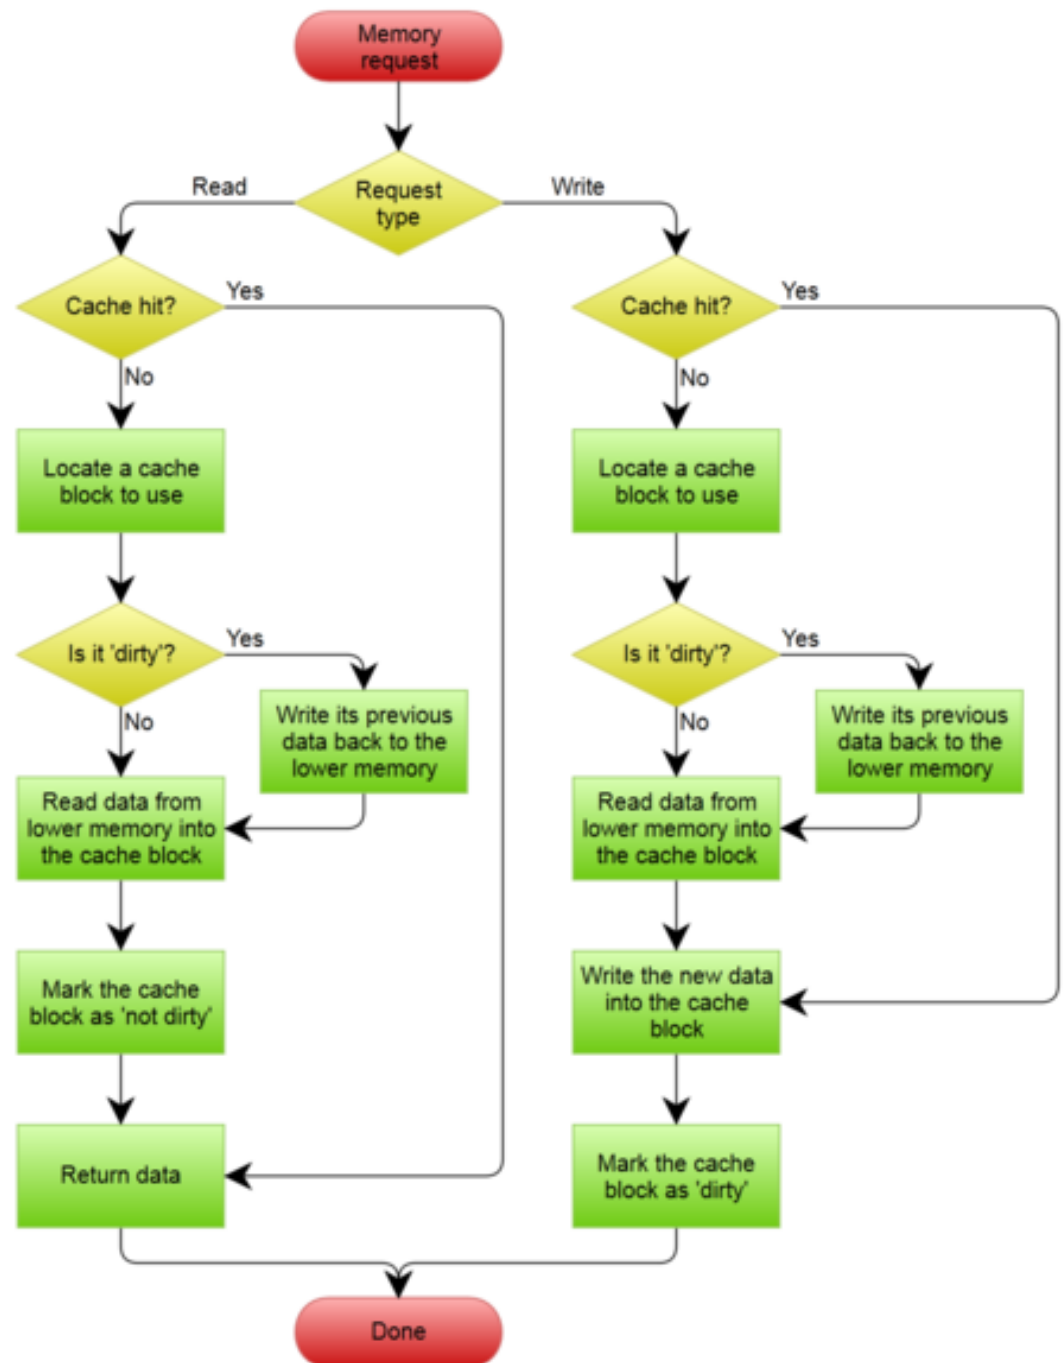 Memory
request
Request
type
Read
Write
Cache hit?
Yes
No
Locate a cache
block to use
Is it 'dirty'?
Yes
No
Write its previous
data back to the
lower memory
Read data from
lower memory into
the cache block
Mark the cache
block as 'not dirty'
Return data
Cache hit?
Yes
No
Locate a cache
block to use
Is it 'dirty'?
Yes
No
Write its previous
data back to the
lower memory
Read data from
lower memory into
the cache block
Write the new data
into the cache
block
Mark the cache
block as 'dirty'
Done